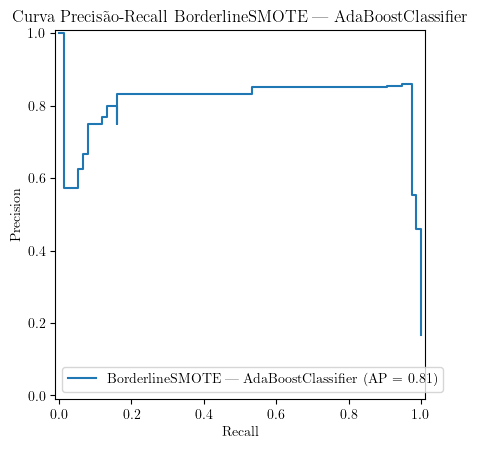 Curva Precisão-Recall BorderlineSMOTE — AdaBoostClassifier
1.0
0.8
0.6
0.4
0.2
0.0
Precision
BorderlineSMOTE — AdaBoostClassifier (AP = 0.81)
0.0 0.2 0.4 0.6 0.8 1.0
Recall